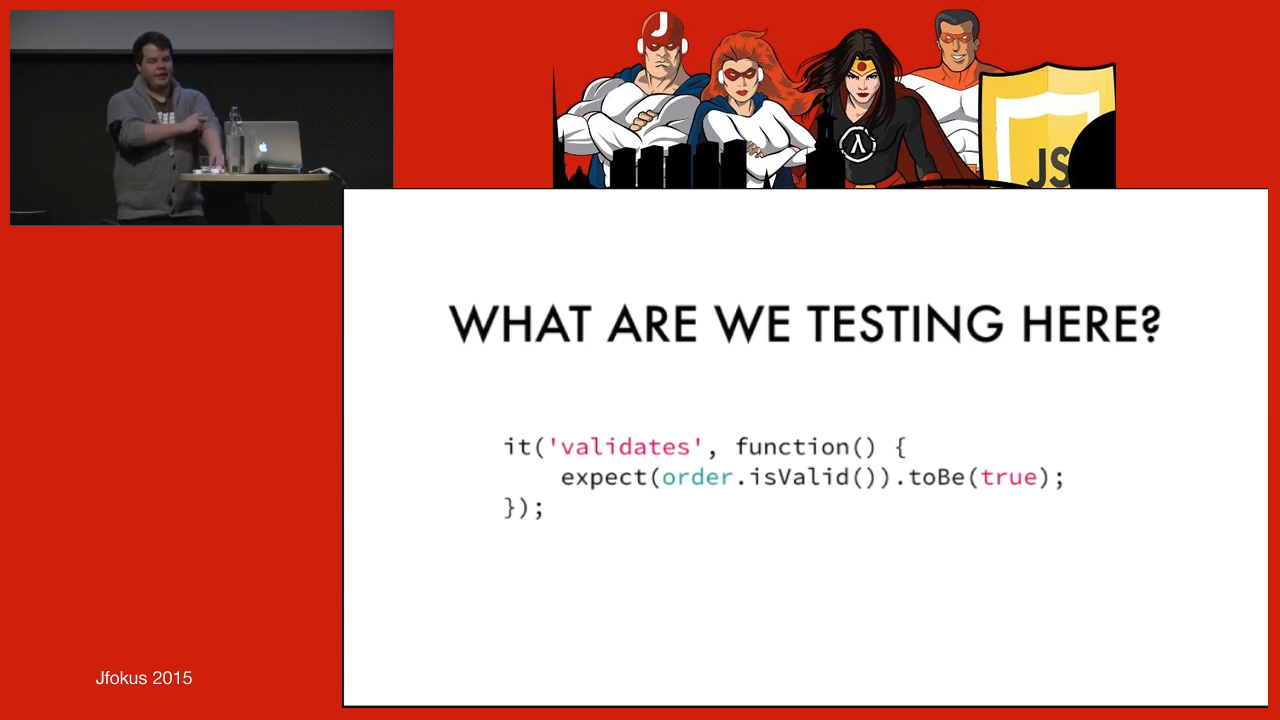 J
λ
JS
WHAT ARE WE TESTING HERE?
it('validates', function() {
    expect(order.isValid()).toBe(true);
});
Jfokus 2015